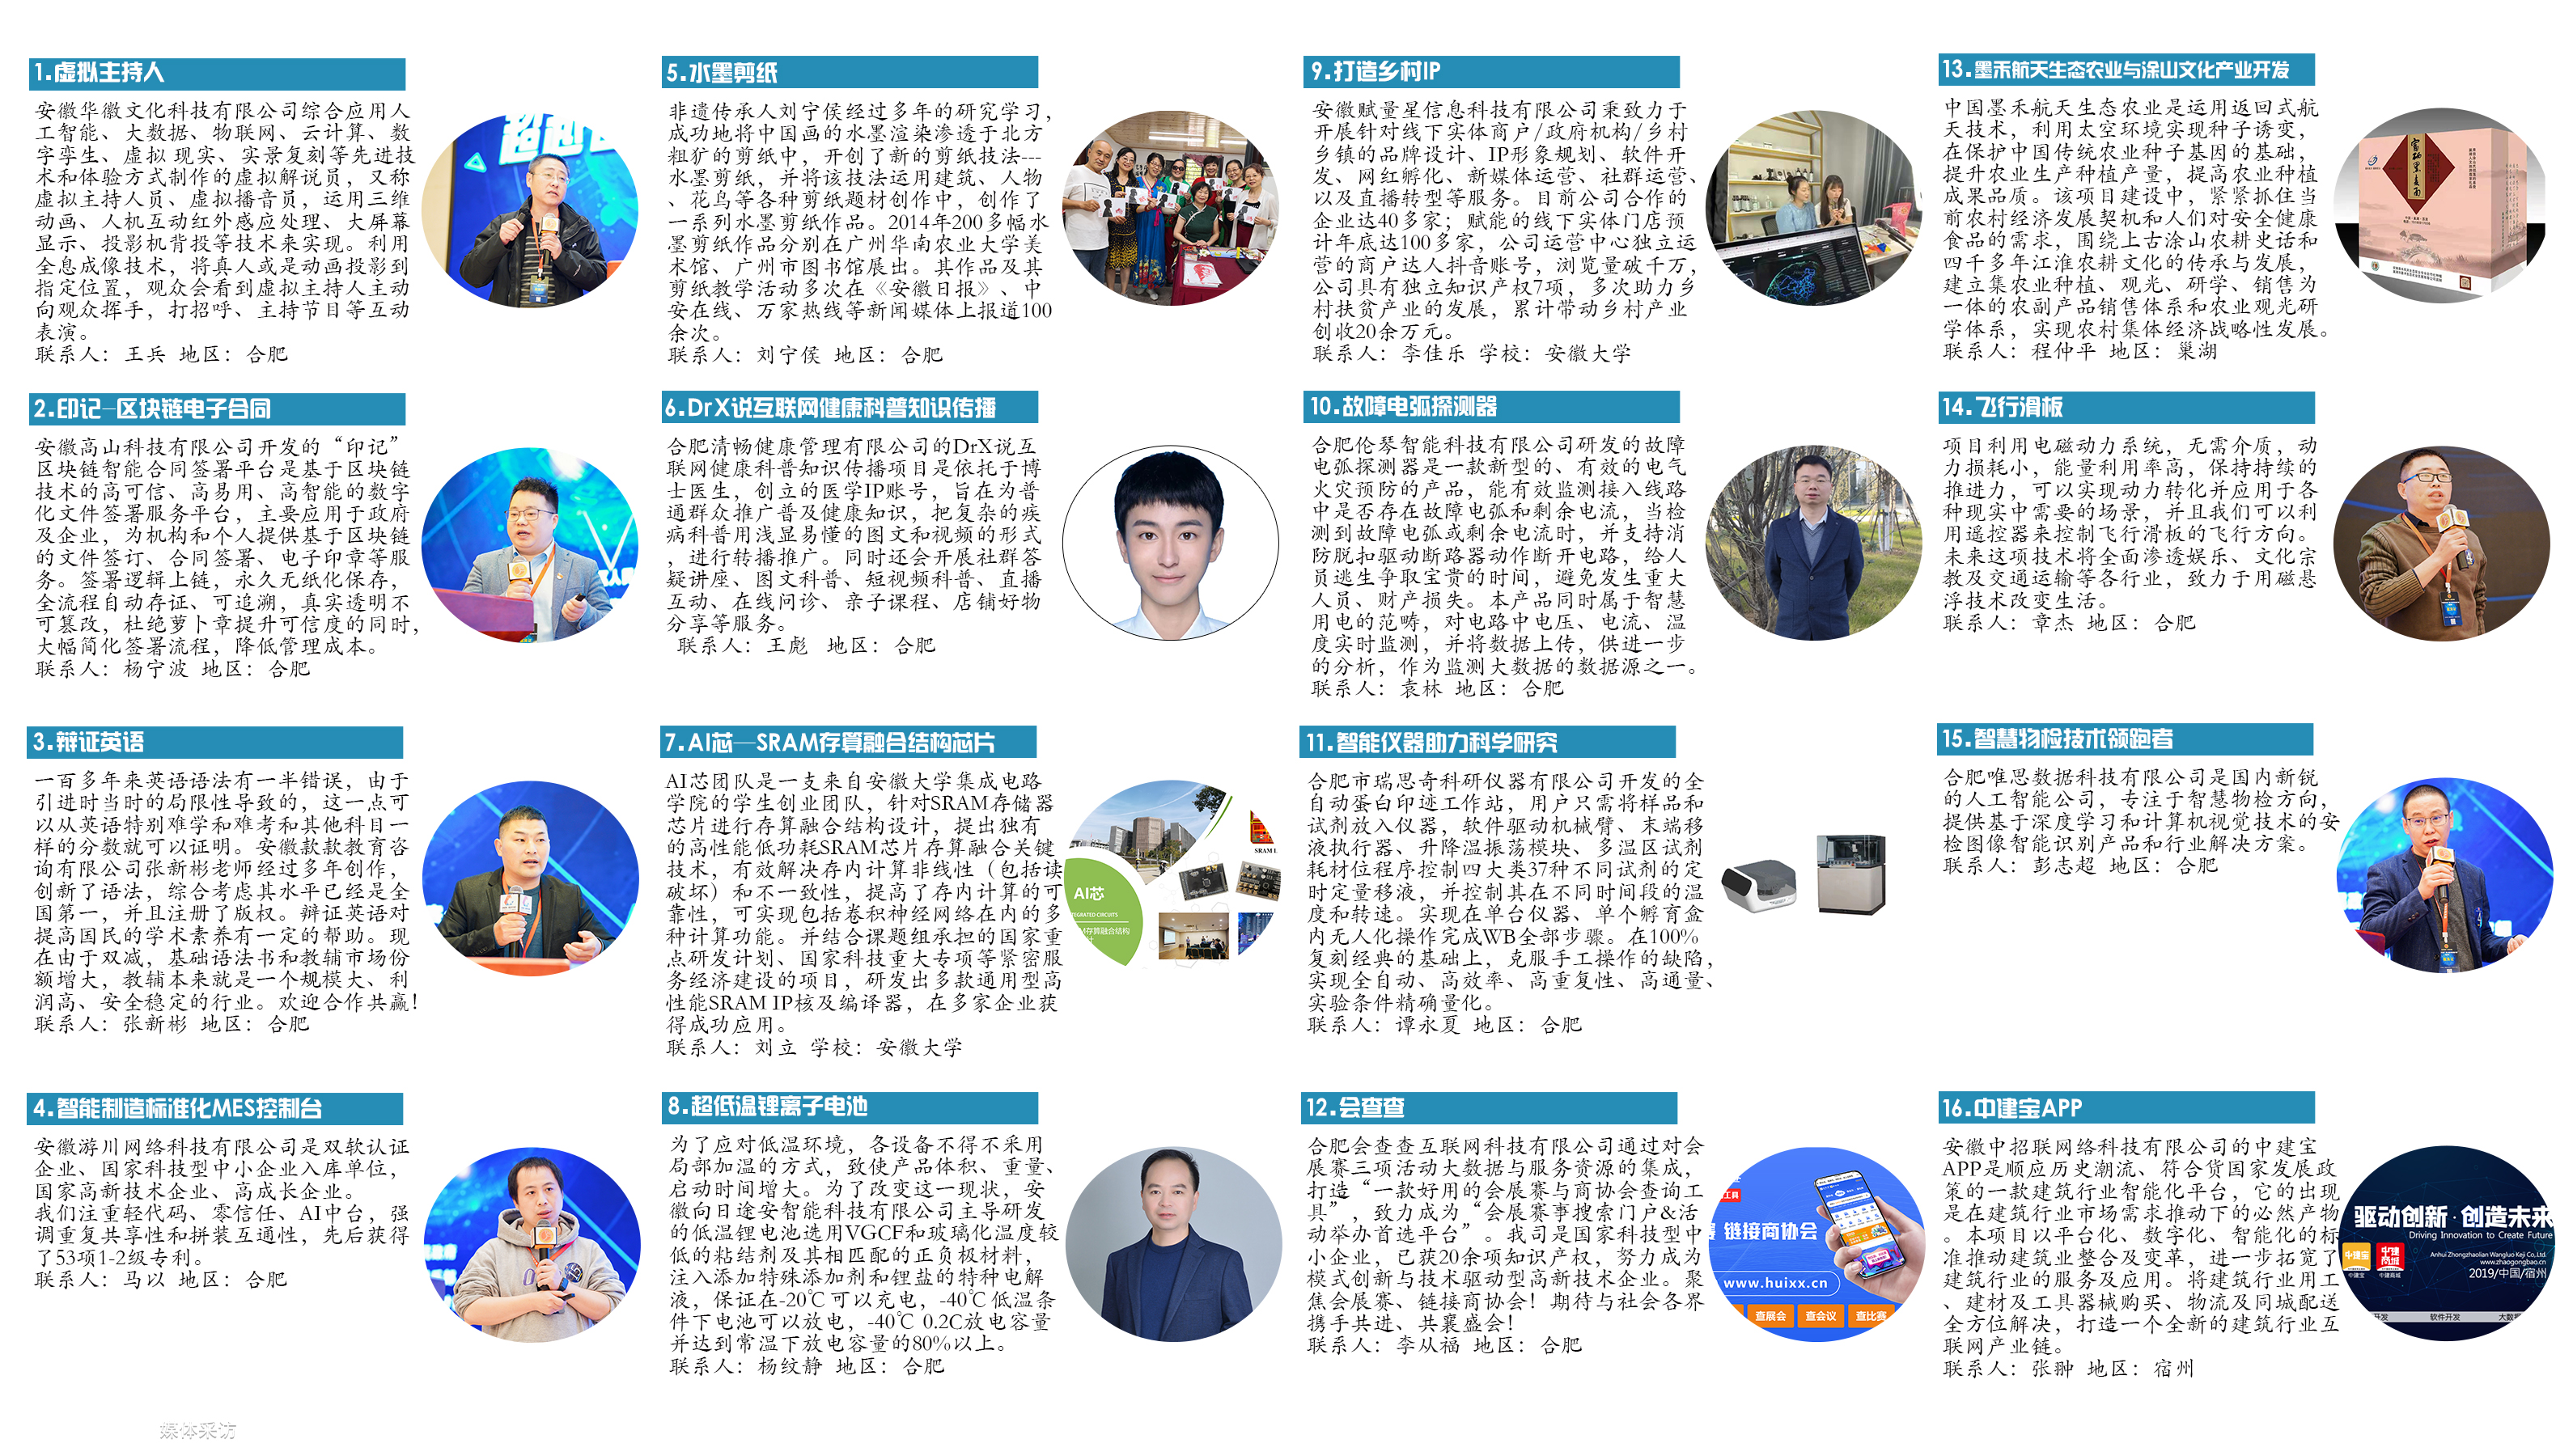 1.虚拟主持人
安徽华徽文化科技有限公司综合应用人
工智能、大数据、物联网、云计算、数
字孪生、虚拟 现实、实景复刻等先进技
术和体验方式制作的虚拟解说员，又称
虚拟主持人员、虚拟播音员，运用三维
动画、人机互动红外感应处理、大屏幕
显示、投影机背投等技术来实现。利用
全息成像技术，将真人或是动画投影到
指定位置，观众会看到虚拟主持人主动
向观众挥手，打招呼、主持节目等互动
表演。
联系人：王兵 地区：合肥
2.印记—区块链电子合同
安徽高山科技有限公司开发的“印记”
区块链智能合同签署平台是基于区块链
技术的高可信、高易用、高智能的数字
化文件签署服务平台，主要应用于政府
及企业，为机构和个人提供基于区块链
的文件签订、合同签署、电子印章等服
务。签署逻辑上链，永久无纸化保存，
全流程自动存证、可追溯，真实透明不
可篡改，杜绝萝卜章提升可信度的同时，
大幅简化签署流程，降低管理成本。
联系人：杨宁波 地区：合肥
3.辩证英语
一百多年来英语语法有一半错误，由于
引进时当时的局限性导致的，这一点可
以从英语特别难学和难考和其他科目一
样的分数就可以证明。安徽款款教育咨
询有限公司张新彬老师经过多年创作，
创新了语法，综合考虑其水平已经是全
国第一，并且注册了版权。辩证英语对
提高国民的学术素养有一定的帮助。现
在由于双减，基础语法书和教辅市场份
额增大，教辅本来就是一个规模大、利
润高、安全稳定的行业。欢迎合作共赢！
联系人：张新彬 地区：合肥
4.智能制造标准化MES控制台
安徽游川网络科技有限公司是双软认证
企业、国家科技型中小企业入库单位，
国家高新技术企业、高成长企业。
我们注重轻代码、零信任、AI中台，强
调重复共享性和拼装互通性，先后获得
了53项1-2级专利。
联系人：马以 地区：合肥
5.水墨剪纸
非遗传承人刘宁侯经过多年的研究学习，
成功地将中国画的水墨渲染渗透于北方
粗犷的剪纸中，开创了新的剪纸技法---
水墨剪纸，并将该技法运用建筑、人物
、花鸟等各种剪纸题材创作中，创作了
一系列水墨剪纸作品。2014年200多幅水
墨剪纸作品分别在广州华南农业大学美
术馆、广州市图书馆展出。其作品及其
剪纸教学活动多次在《安徽日报》、中
安在线、万家热线等新闻媒体上报道100
余次。
联系人：刘宁侯 地区：合肥
6.DrX说互联网健康科普知识传播
合肥清畅健康管理有限公司的DrX说互
联网健康科普知识传播项目是依托于博
士医生，创立的医学IP账号，旨在为普
通群众推广普及健康知识，把复杂的疾
病科普用浅显易懂的图文和视频的形式
，进行转播推广。同时还会开展社群答
疑讲座、图文科普、短视频科普、直播
互动、在线问诊、亲子课程、店铺好物
分享等服务。
联系人：王彪 地区：合肥
7.AI芯—SRAM存算融合结构芯片
AI芯团队是一支来自安徽大学集成电路
学院的学生创业团队，针对SRAM存储器
芯片进行存算融合结构设计，提出独有
的高性能低功耗SRAM芯片存算融合关键
技术，有效解决存内计算非线性（包括读
破坏）和不一致性，提高了存内计算的可
靠性，可实现包括卷积神经网络在内的多
种计算功能。并结合课题组承担的国家重
点研发计划、国家科技重大专项等紧密服
务经济建设的项目，研发出多款通用型高
性能SRAM IP核及编译器，在多家企业获
得成功应用。
联系人：刘立 学校：安徽大学
SRAM L
AI芯
TEGRATED CIRCUITS
M存算融合结构
8.超低温锂离子电池
为了应对低温环境，各设备不得不采用
局部加温的方式，致使产品体积、重量、
启动时间增大。为了改变这一现状，安
徽向日途安智能科技有限公司主导研发
的低温锂电池选用VGCF和玻璃化温度较
低的粘结剂及其相匹配的正负极材料，
注入添加特殊添加剂和锂盐的特种电解
液，保证在-20℃可以充电，-40℃低温条
件下电池可以放电，-40℃ 0.2C放电容量
并达到常温下放电容量的80%以上。
联系人：杨纹静 地区：合肥
9.打造乡村IP
安徽赋量星信息科技有限公司秉致力于
开展针对线下实体商户/政府机构/乡村
乡镇的品牌设计、IP形象规划、软件开
发、网红孵化、新媒体运营、社群运营、
以及直播转型等服务。目前公司合作的
企业达40多家；赋能的线下实体门店预
计年底达100多家，公司运营中心独立运
营的商户达人抖音账号，浏览量破千万，
公司具有独立知识产权7项，多次助力乡
村扶贫产业的发展，累计带动乡村产业
创收20余万元。
联系人：李佳乐 学校：安徽大学
10.故障电弧探测器
合肥伦琴智能科技有限公司研发的故障
电弧探测器是一款新型的、有效的电气
火灾预防的产品，能有效监测接入线路
中是否存在故障电弧和剩余电流，当检
测到故障电弧或剩余电流时，并支持消
防脱扣驱动断路器动作断开电路，给人
员逃生争取宝贵的时间，避免发生重大
人员、财产损失。本产品同时属于智慧
用电的范畴，对电路中电压、电流、温
度实时监测，并将数据上传，供进一步
的分析，作为监测大数据的数据源之一。
联系人：袁林 地区：合肥
11.智能仪器助力科学研究
合肥市瑞思奇科研仪器有限公司开发的全
自动蛋白印迹工作站，用户只需将样品和
试剂放入仪器，软件驱动机械臂、末端移
液执行器、升降温振荡模块、多温区试剂
耗材位程序控制四大类37种不同试剂的定
时定量移液，并控制其在不同时间段的温
度和转速。实现在单台仪器、单个孵育盒
内无人化操作完成WB全部步骤。在100%
复刻经典的基础上，克服手工操作的缺陷，
实现全自动、高效率、高重复性、高通量、
实验条件精确量化。
联系人：谭永夏 地区：合肥
12.会查查
合肥会查查互联网科技有限公司通过对会
展赛三项活动大数据与服务资源的集成，
打造“一款好用的会展赛与商协会查询工
具”，致力成为“会展赛事搜索门户&活
动举办首选平台”。我司是国家科技型中
小企业，已获20余项知识产权，努力成为
模式创新与技术驱动型高新技术企业。聚
焦会展赛、链接商协会！期待与社会各界
携手共进、共襄盛会！
联系人：李从福 地区：合肥
工具
链接商协会
www.huixx.cn
查展会 查会议 查比赛
13.墨禾航天生态农业与涂山文化产业开发
中国墨禾航天生态农业是运用返回式航
天技术，利用太空环境实现种子诱变，
在保护中国传统农业种子基因的基础，
提升农业生产种植产量，提高农业种植
成果品质。该项目建设中，紧紧抓住当
前农村经济发展契机和人们对安全健康
食品的需求，围绕上古涂山农耕史话和
四千多年江淮农耕文化的传承与发展，
建立集农业种植、观光、研学、销售为
一体的农副产品销售体系和农业观光研
学体系，实现农村集体经济战略性发展。
联系人：程仲平 地区：巢湖
14.飞行滑板
项目利用电磁动力系统，无需介质，动
力损耗小，能量利用率高，保持持续的
推进力，可以实现动力转化并应用于各
种现实中需要的场景，并且我们可以利
用遥控器来控制飞行滑板的飞行方向。
未来这项技术将全面渗透娱乐、文化宗
教及交通运输等各行业，致力于用磁悬
浮技术改变生活。
联系人：章杰 地区：合肥
15.智慧物检技术领跑者
合肥唯思数据科技有限公司是国内新锐
的人工智能公司，专注于智慧物检方向，
提供基于深度学习和计算机视觉技术的安
检图像智能识别产品和行业解决方案。
联系人：彭志超 地区：合肥
16.中建宝APP
安徽中招联网络科技有限公司的中建宝
APP是顺应历史潮流、符合货国家发展政
策的一款建筑行业智能化平台，它的出现
是在建筑行业市场需求推动下的必然产物
。本项目以平台化、数字化、智能化的标
准推动建筑业整合及变革，进一步拓宽了
建筑行业的服务及应用。将建筑行业用工
、建材及工具器械购买、物流及同城配送
全方位解决，打造一个全新的建筑行业互
联网产业链。
联系人：张翀 地区：宿州
驱动创新·创造未来
Driving Innovation to Create Future
Anhui Zhongzhaolian Wangluo Keji Co,Ltd.
www.zhaogongbao.cn
2019/中国/宿州
中建宝 中建商城
开发 软件开发 大数据
媒体采访